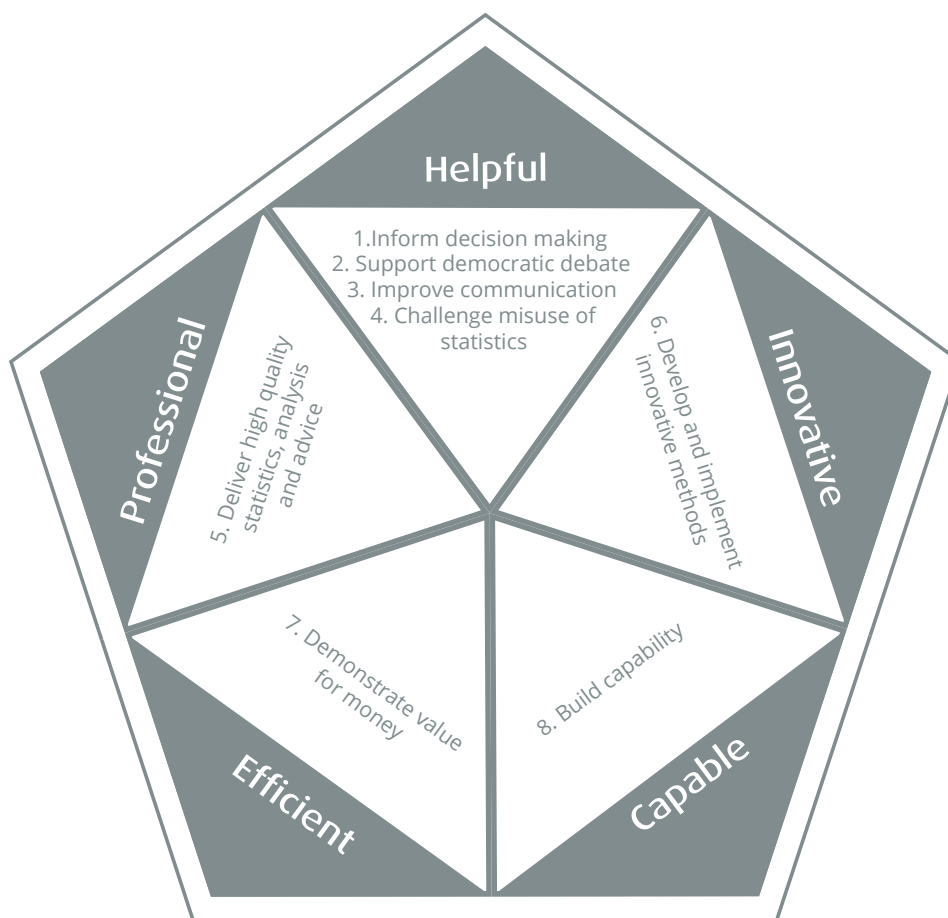 Helpful
1.Inform decision making
2. Support democratic debate
3. Improve communication
4. Challenge misuse of
statistics
Professional
5. Deliver high quality
statistics, analysis
and advice
Innovative
6. Develop and implement
innovative methods
Efficient
7. Demonstrate value
for money
Capable
8. Build capability